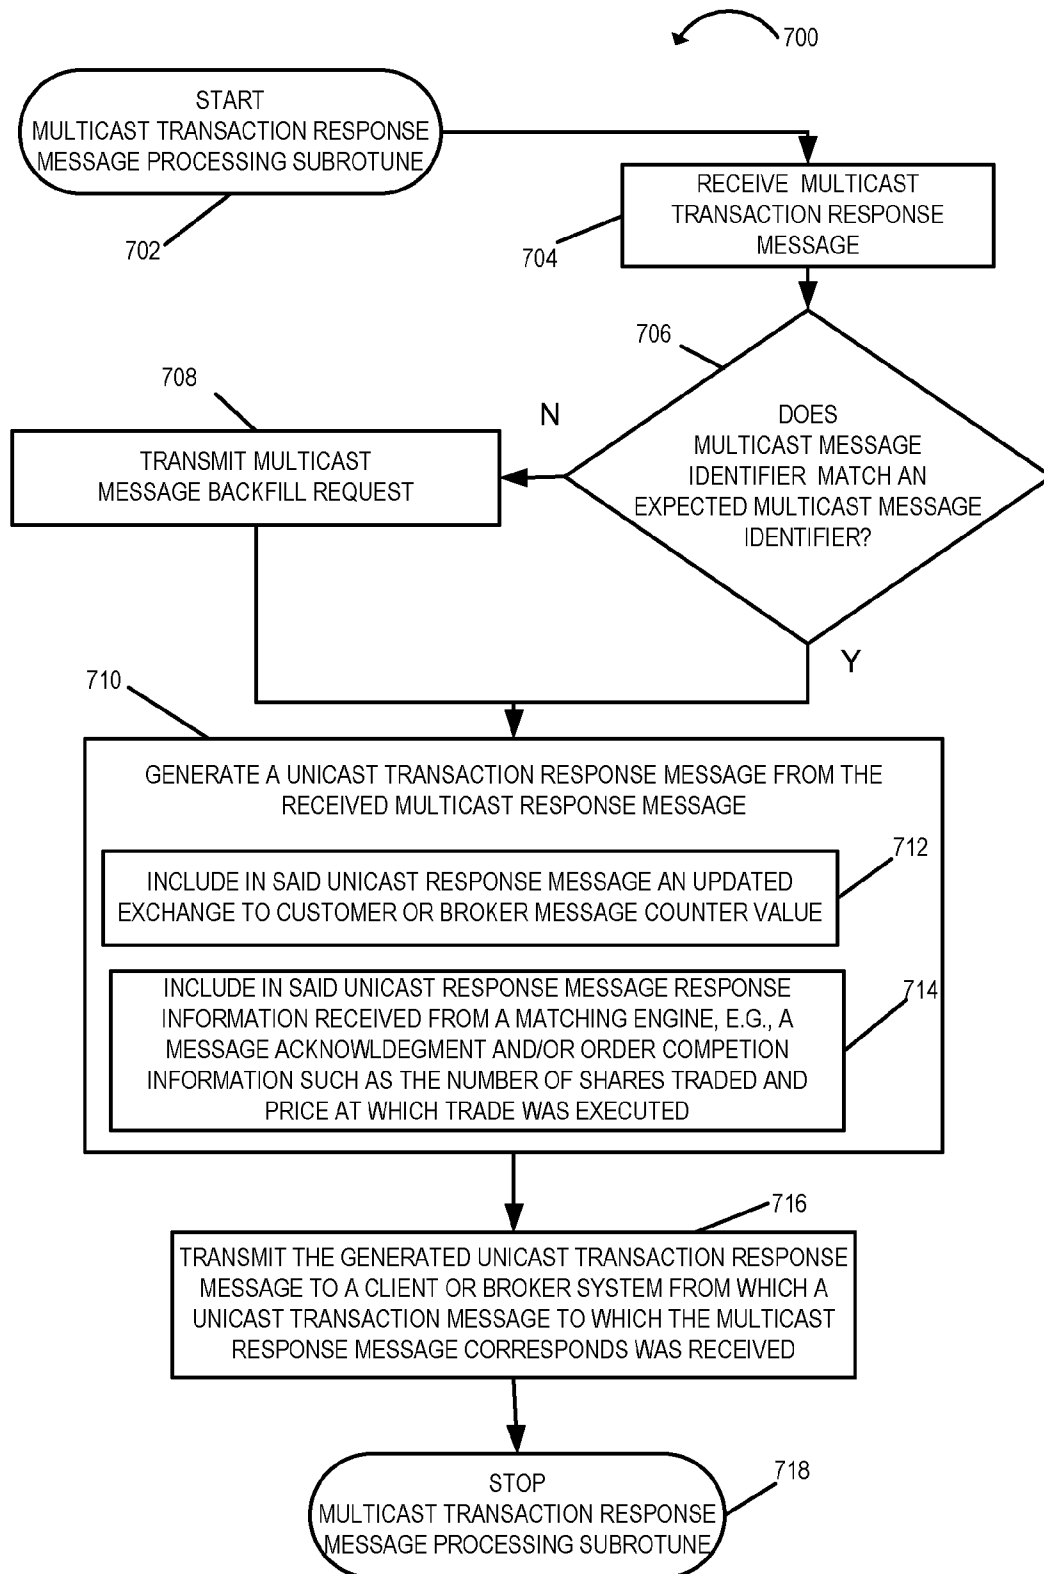 700
START
MULTICAST TRANSACTION RESPONSE
MESSAGE PROCESSING SUBROTUNE
702
RECEIVE MULTICAST
TRANSACTION RESPONSE
MESSAGE
704
706
DOES
MULTICAST MESSAGE
IDENTIFIER MATCH AN
EXPECTED MULTICAST MESSAGE
IDENTIFIER?
N
708
TRANSMIT MULTICAST
MESSAGE BACKFILL REQUEST
Y
710
GENERATE A UNICAST TRANSACTION RESPONSE MESSAGE FROM THE
RECEIVED MULTICAST RESPONSE MESSAGE
712
INCLUDE IN SAID UNICAST RESPONSE MESSAGE AN UPDATED
EXCHANGE TO CUSTOMER OR BROKER MESSAGE COUNTER VALUE
714
INCLUDE IN SAID UNICAST RESPONSE MESSAGE RESPONSE
INFORMATION RECEIVED FROM A MATCHING ENGINE, E.G., A
MESSAGE ACKNOWLDEGMENT AND/OR ORDER COMPETION
INFORMATION SUCH AS THE NUMBER OF SHARES TRADED AND
PRICE AT WHICH TRADE WAS EXECUTED
716
TRANSMIT THE GENERATED UNICAST TRANSACTION RESPONSE
MESSAGE TO A CLIENT OR BROKER SYSTEM FROM WHICH A
UNICAST TRANSACTION MESSAGE TO WHICH THE MULTICAST
RESPONSE MESSAGE CORRESPONDS WAS RECEIVED
STOP
MULTICAST TRANSACTION RESPONSE
MESSAGE PROCESSING SUBROTUNE
718